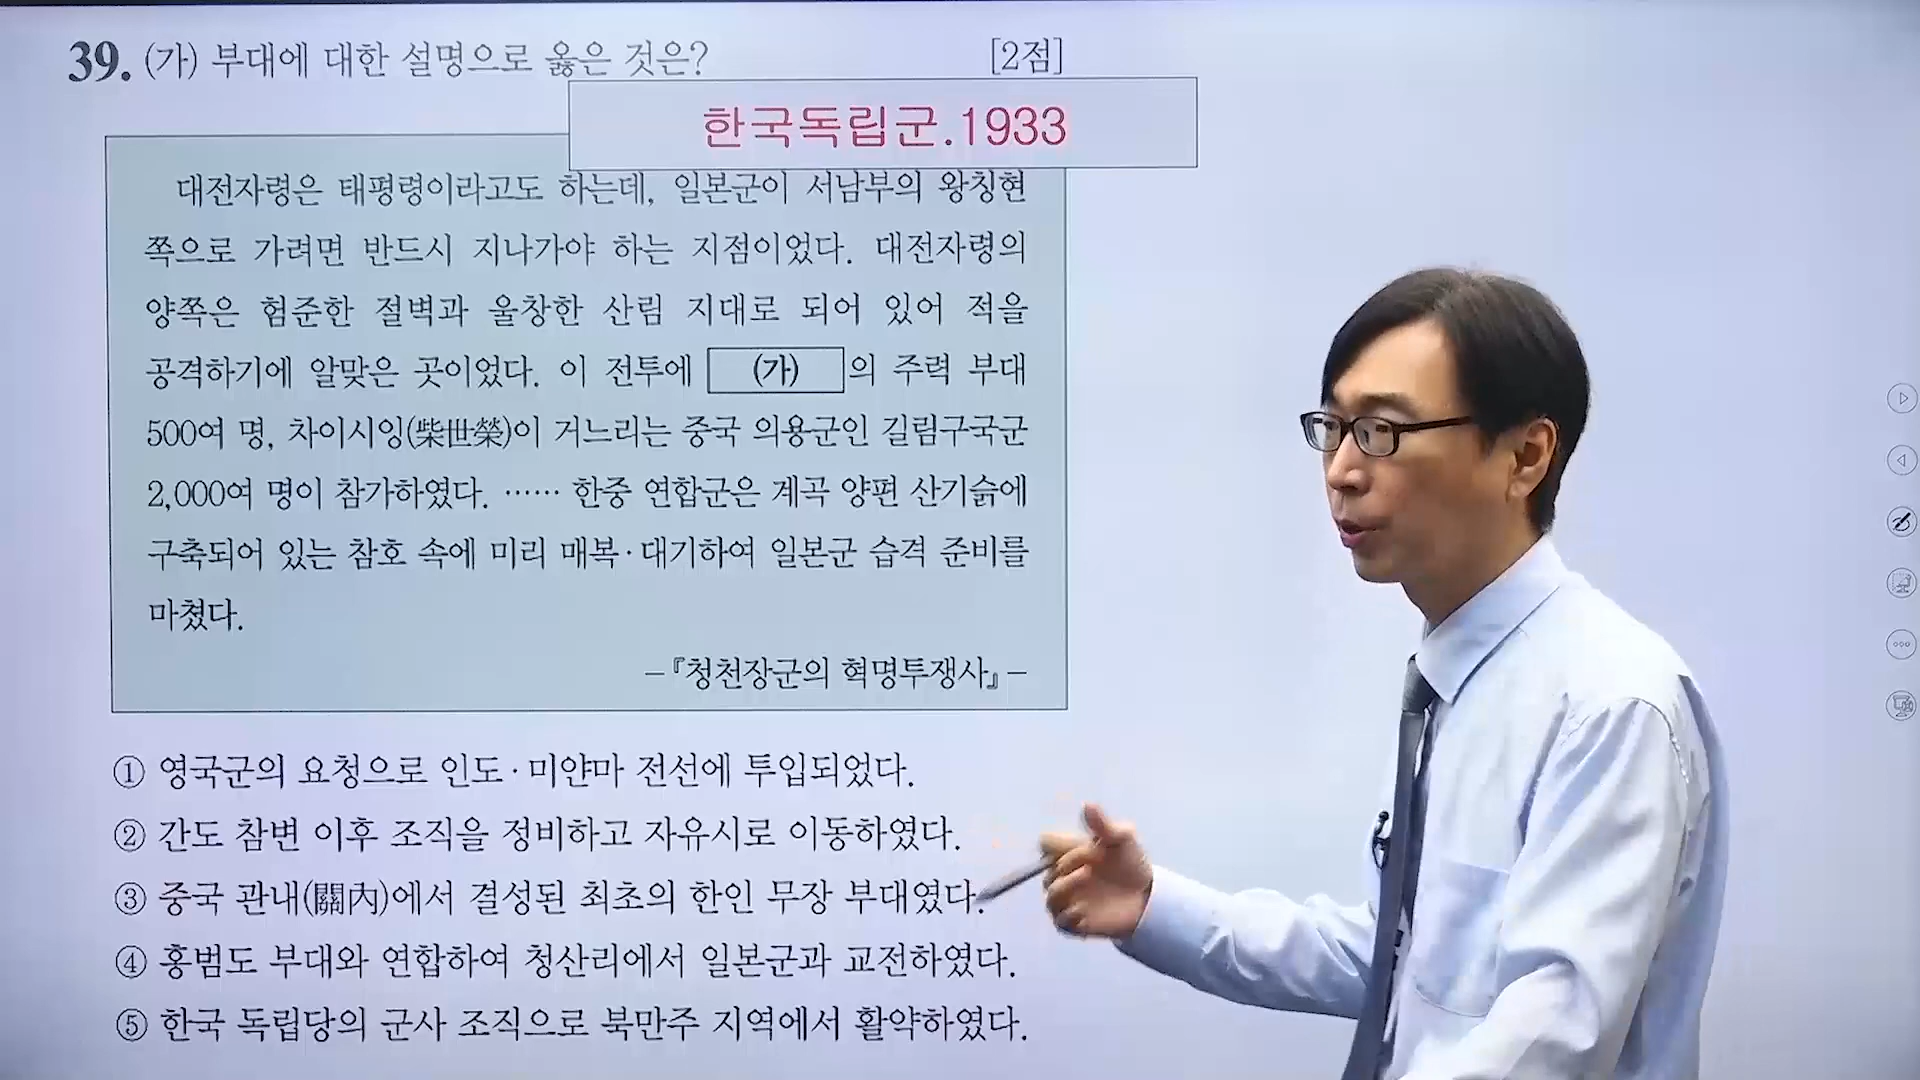 39. (가) 부대에 대한 설명으로 옳은 것은? [2점]
한국독립군.1933
대전자령은 태평령이라고도 하는데, 일본군이 서남부의 왕칭현
쪽으로 가려면 반드시 지나가야 하는 지점이었다. 대전자령의
양쪽은 험준한 절벽과 울창한 산림 지대로 되어 있어 적을
공격하기에 알맞은 곳이었다. 이 전투에 (가) 의 주력 부대
500여 명, 차이시잉(柴世榮)이 거느리는 중국 의용군인 길림구국군
2,000여 명이 참가하였다. …… 한중 연합군은 계곡 양편 산기슭에
구축되어 있는 참호 속에 미리 매복·대기하여 일본군 습격 준비를
마쳤다.
-『청천장군의 혁명투쟁사』-
① 영국군의 요청으로 인도·미얀마 전선에 투입되었다.
② 간도 참변 이후 조직을 정비하고 자유시로 이동하였다.
③ 중국 관내(關內)에서 결성된 최초의 한인 무장 부대였다.
④ 홍범도 부대와 연합하여 청산리에서 일본군과 교전하였다.
⑤ 한국 독립당의 군사 조직으로 북만주 지역에서 활약하였다.